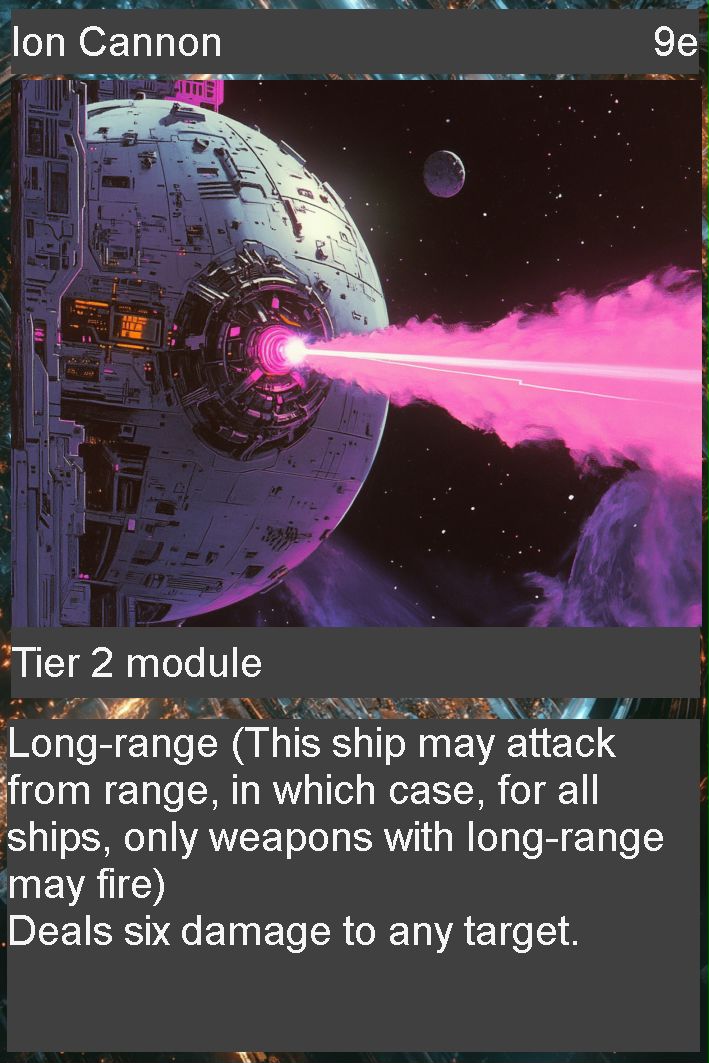 Ion Cannon 9e
Tier 2 module
Long-range (This ship may attack
from range, in which case, for all
ships, only weapons with long-range
may fire)
Deals six damage to any target.